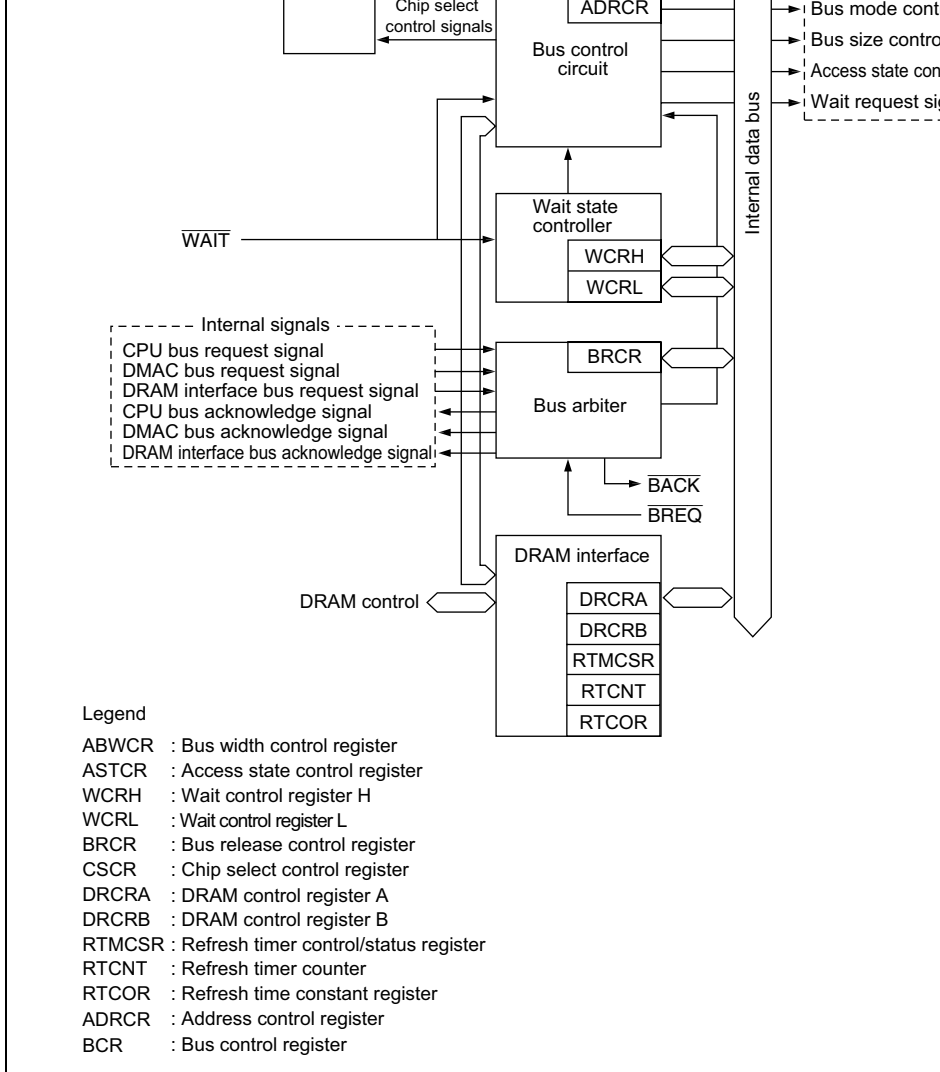 Chip select
control signals
ADRCR
Bus control
circuit
Bus mode
Bus size
Access state
Wait request
Internal data bus
WAIT
Wait state
controller
WCRH
WCRL
Internal signals
CPU bus request signal
DMAC bus request signal
DRAM interface bus request signal
CPU bus acknowledge signal
DMAC bus acknowledge signal
DRAM interface bus acknowledge signal
BRCR
Bus arbiter
BACK
BREQ
DRAM interface
DRAM control
DRCRA
DRCRB
RTMCSR
RTCNT
RTCOR
Legend
ABWCR : Bus width control register
ASTCR : Access state control register
WCRH : Wait control register H
WCRL : Wait control register L
BRCR : Bus release control register
CSCR : Chip select control register
DRCRA : DRAM control register A
DRCRB : DRAM control register B
RTMCSR : Refresh timer control/status register
RTCNT : Refresh timer counter
RTCOR : Refresh time constant register
ADRCR : Address control register
BCR : Bus control register